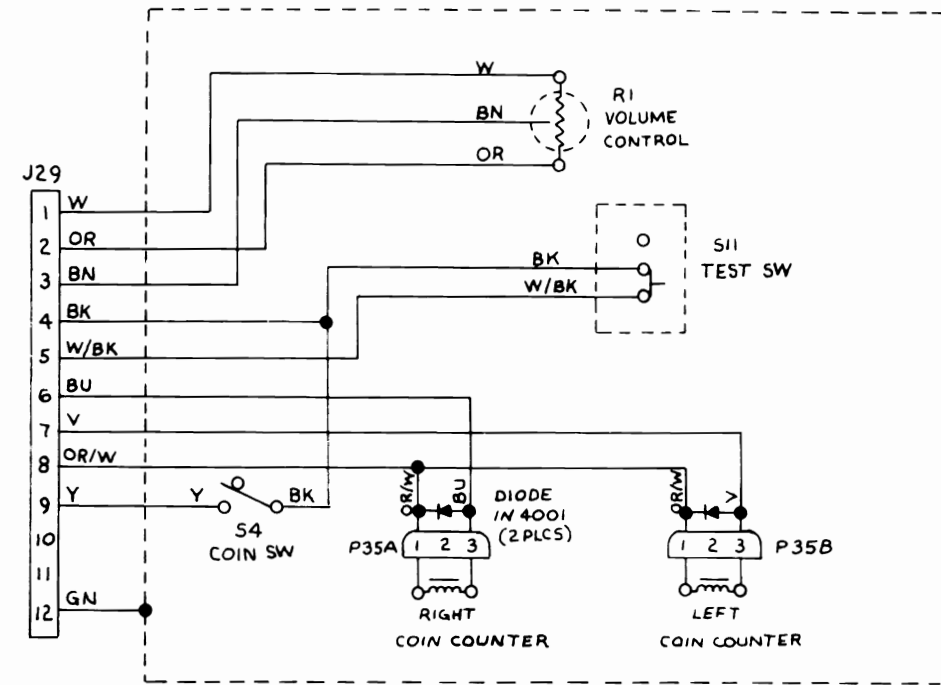 W
R1
VOLUME
CONTROL
BN
OR
J29
1 W
2 OR
3 BN
4 BK
5 W/BK
6 BU
7 V
8 OR/W
9 Y
10
11
12 GN
BK
W/BK
S11
TEST SW
Y
BK
S4
COIN SW
OR/W
BU
DIODE
IN 4001
(2 PLCS)
P35A
1 2 3
RIGHT
COIN COUNTER
OR/W
V
1 2 3
P35B
LEFT
COIN COUNTER